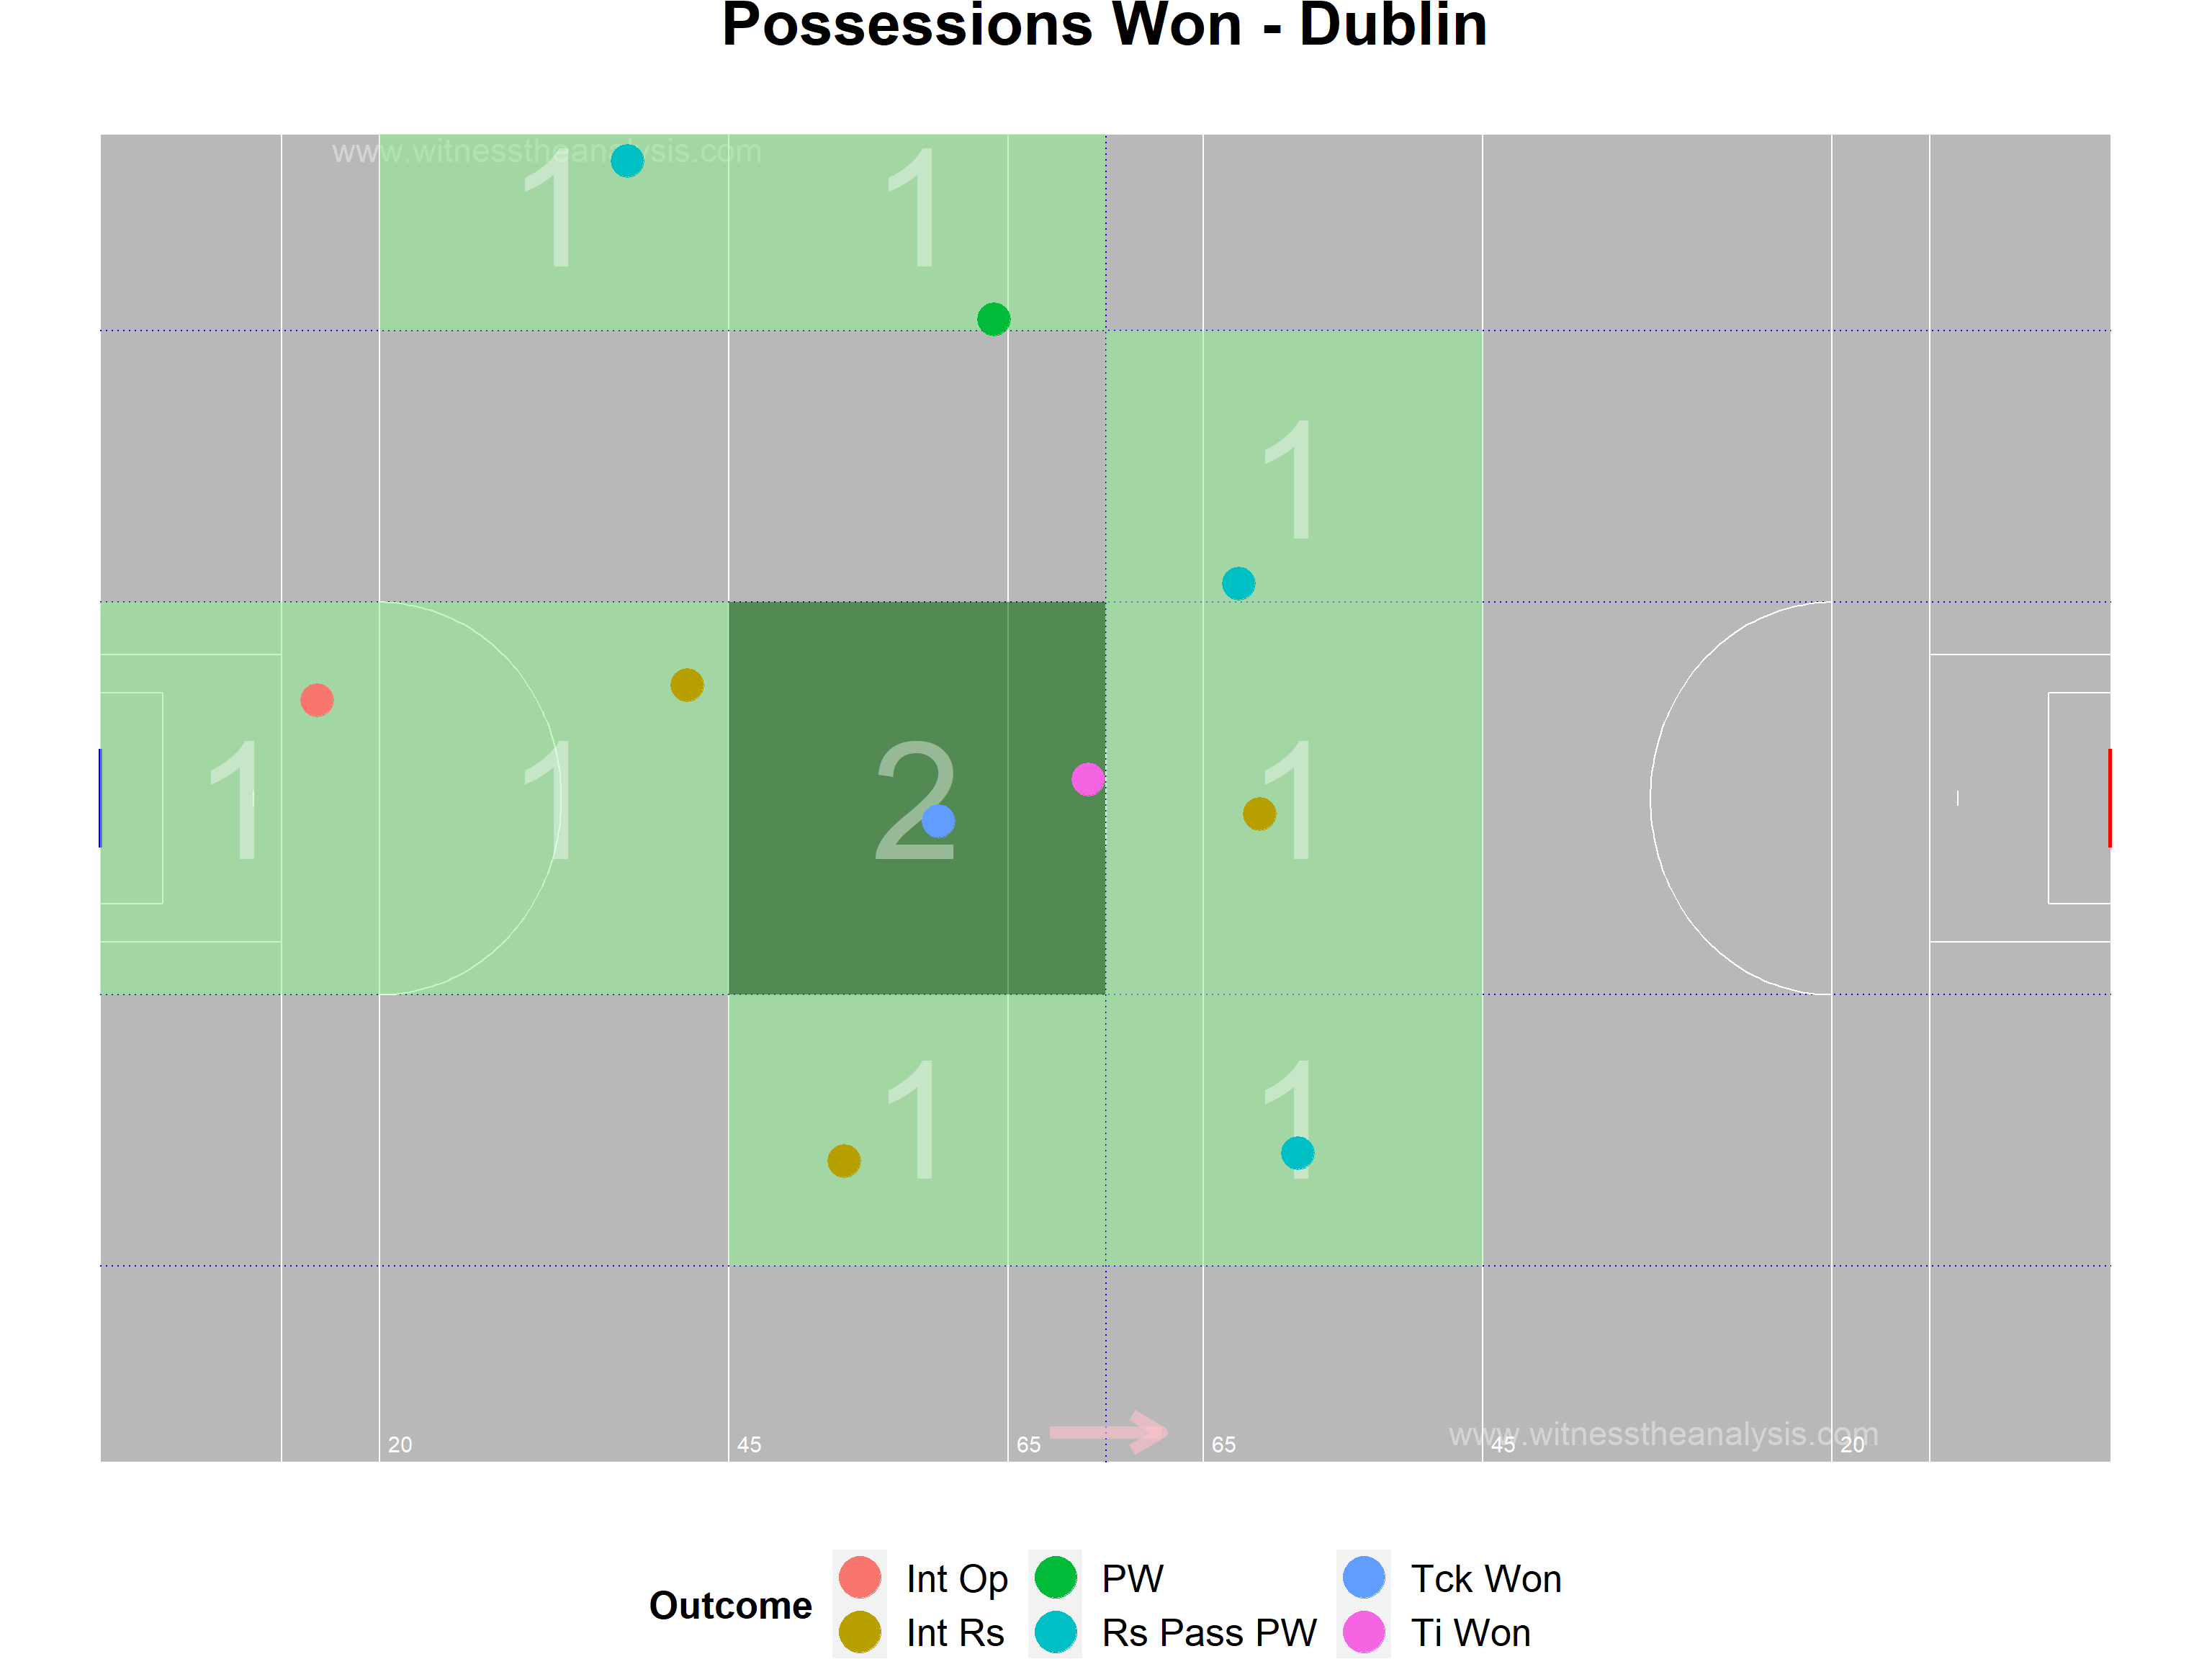 Possessions Won - Dublin
www.witnesstheanalysis.com
1 1
1
1 1 2 1
1 1
20 45 65 65 45 20
www.witnesstheanalysis.com
Outcome
Int Op PW Tck Won
Int Rs Rs Pass PW Ti Won